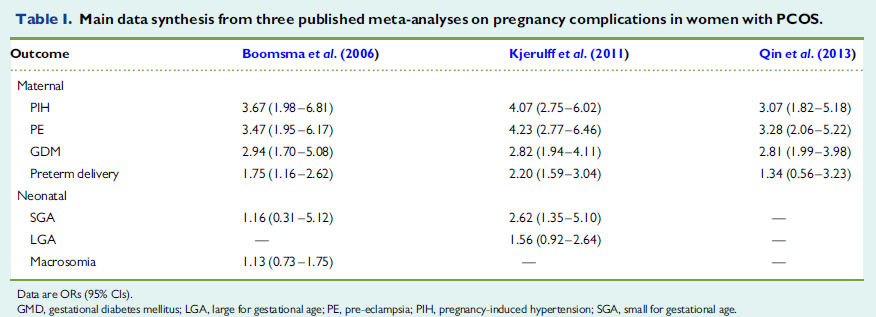 Table I. Main data synthesis from three published meta-analyses on pregnancy complications in women with PCOS.
Outcome Boomsma et al. (2006) Kjerulff et al. (2011) Qin et al. (2013)
Maternal
PIH 3.67 (1.98–6.81) 4.07 (2.75–6.02) 3.07 (1.82–5.18)
PE 3.47 (1.95–6.17) 4.23 (2.77–6.46) 3.28 (2.06–5.22)
GDM 2.94 (1.70–5.08) 2.82 (1.94–4.11) 2.81 (1.99–3.98)
Preterm delivery 1.75 (1.16–2.62) 2.20 (1.59–3.04) 1.34 (0.56–3.23)
Neonatal
SGA 1.16 (0.31–5.12) 2.62 (1.35–5.10) —
LGA — 1.56 (0.92–2.64) —
Macrosomia 1.13 (0.73–1.75) — —
Data are ORs (95% CIs).
GMD, gestational diabetes mellitus; LGA, large for gestational age; PE, pre-eclampsia; PIH, pregnancy-induced hypertension; SGA, small for gestational age.